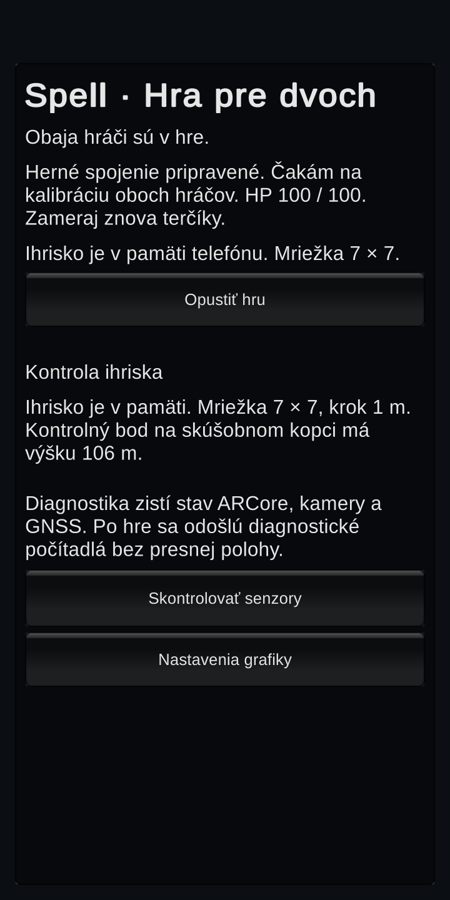 Spell · Hra pre dvoch
Obaja hráči sú v hre.
Herné spojenie pripravené. Čakám na
kalibráciu oboch hráčov. HP 100 / 100.
Zameraj znova terčíky.
Ihrisko je v pamäti telefónu. Mriežka 7 × 7.
Opustiť hru
Kontrola ihriska
Ihrisko je v pamäti. Mriežka 7 × 7, krok 1 m.
Kontrolný bod na skúšobnom kopci má
výšku 106 m.
Diagnostika zistí stav ARCore, kamery a
GNSS. Po hre sa odošlú diagnostické
počítadlá bez presnej polohy.
Skontrolovať senzory
Nastavenia grafiky